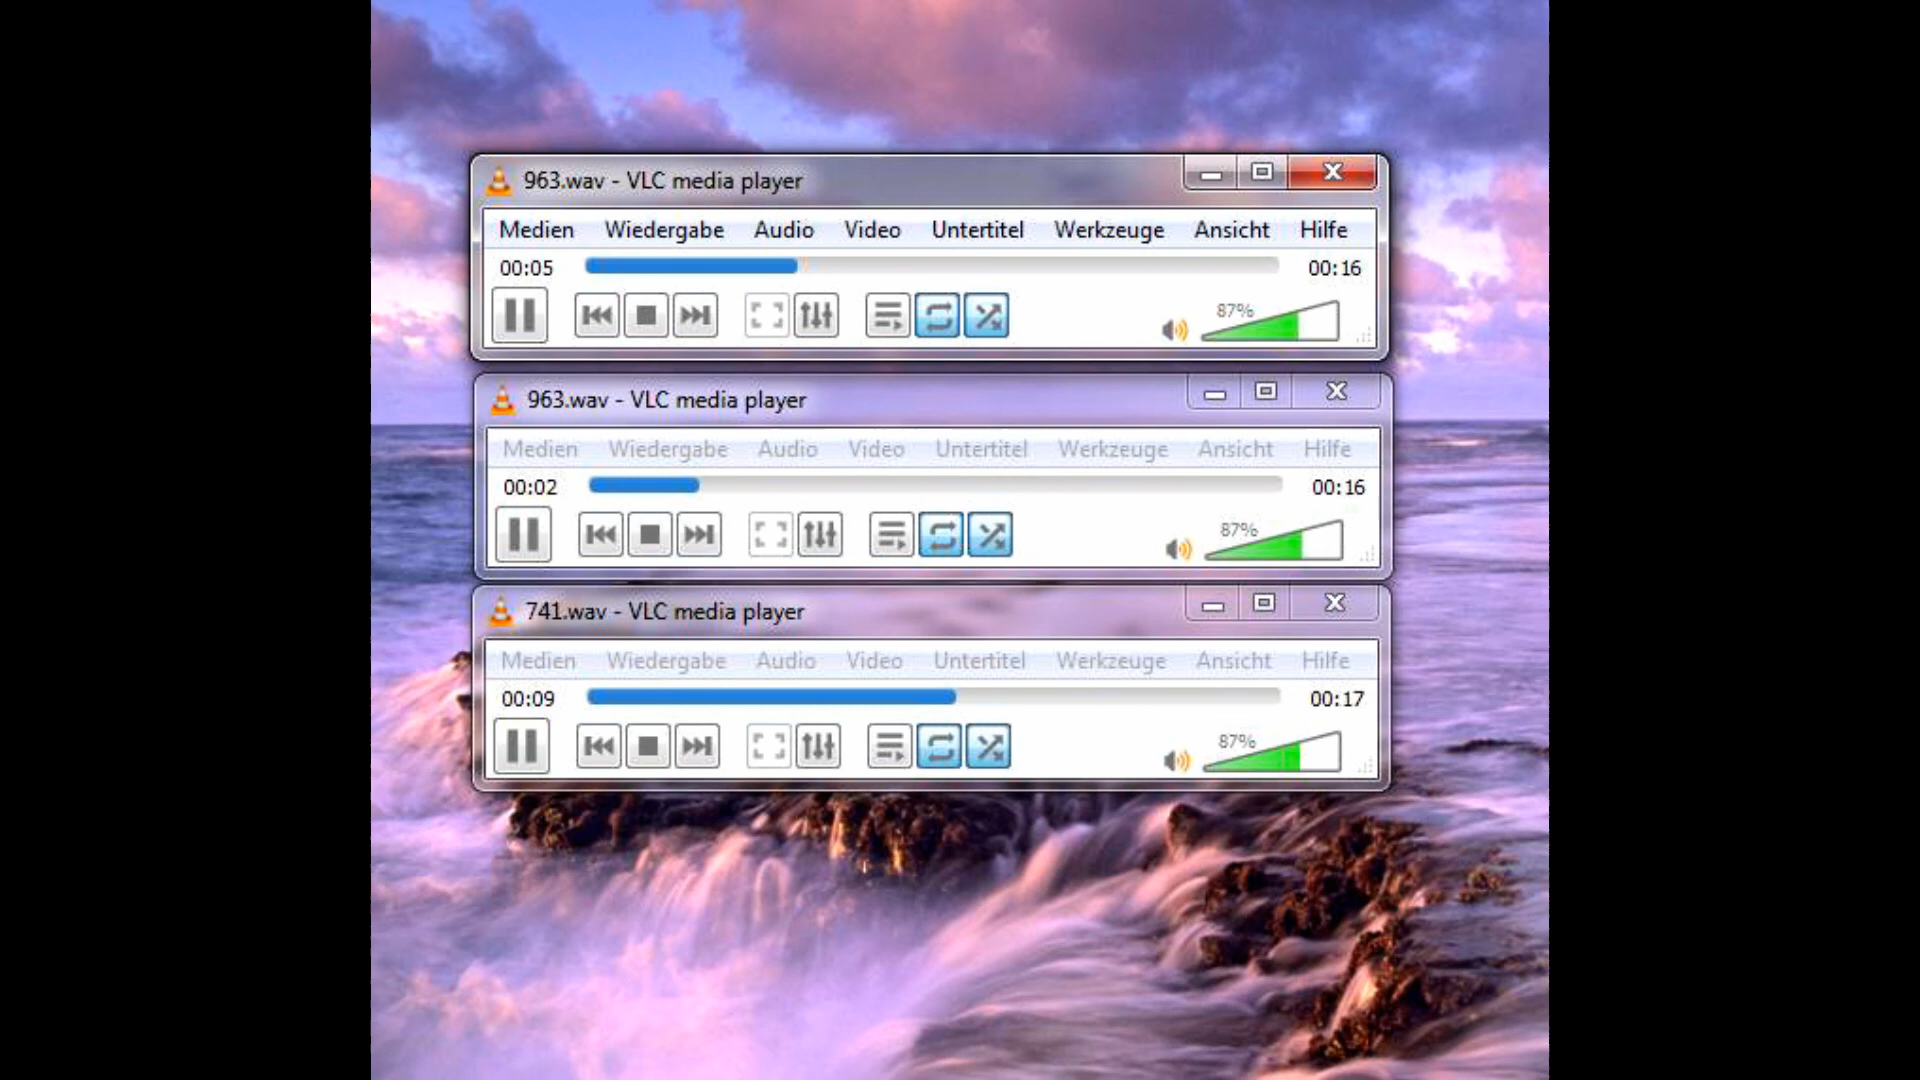 963.wav - VLC media player
Medien Wiedergabe Audio Video Untertitel Werkzeuge Ansicht Hilfe
00:05 00:16
87%
963.wav - VLC media player
Medien Wiedergabe Audio Video Untertitel Werkzeuge Ansicht Hilfe
00:02 00:16
87%
741.wav - VLC media player
Medien Wiedergabe Audio Video Untertitel Werkzeuge Ansicht Hilfe
00:09 00:17
87%